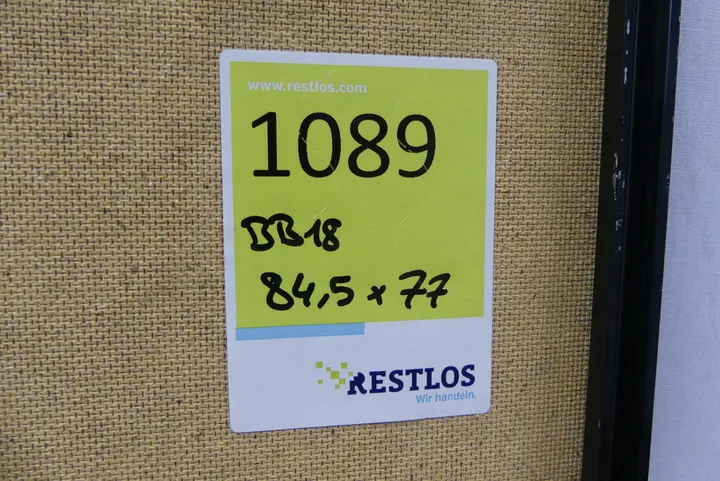 www.restlos.com
1089
BB18
84,5 x 77
RESTLOS
Wir handeln.